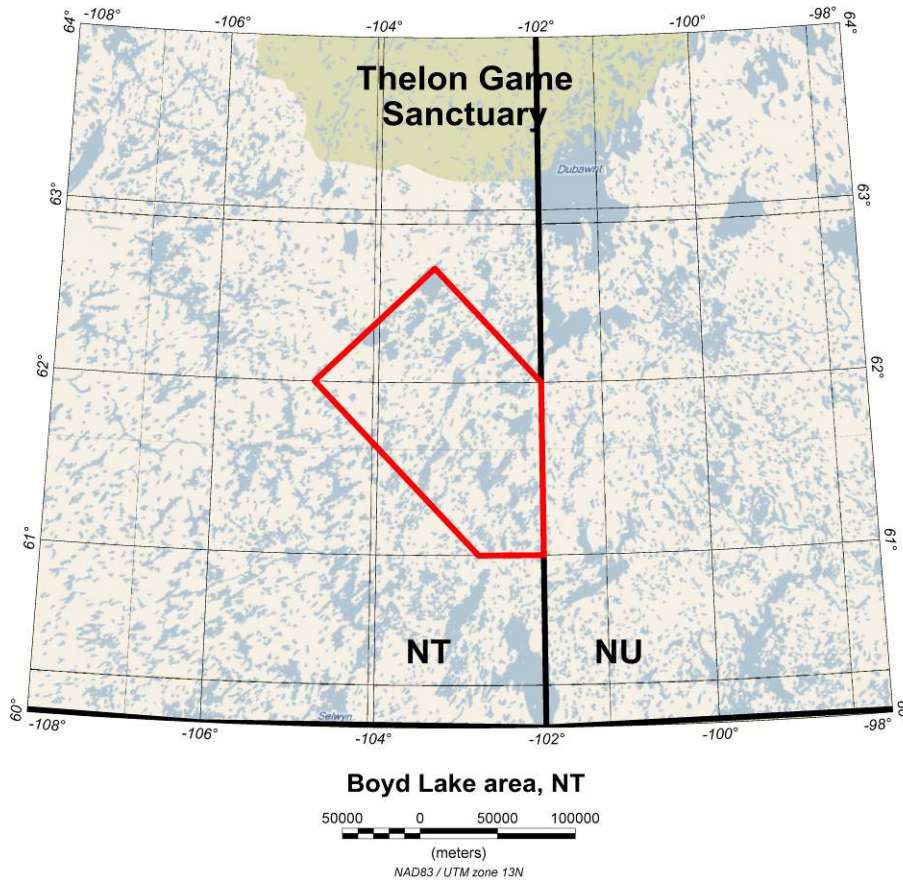 -108°
-106°
-104°
-102°
-100°
-98°
64°
64°
Thelon Game
Sanctuary
Dubawnt
63°
63°
62°
62°
61°
61°
NT
NU
60°
60
Selwyn
-108°
-106°
-104°
-102°
-100°
-98°
Boyd Lake area, NT
50000 0 50000 100000
(meters)
NAD83 / UTM zone 13N